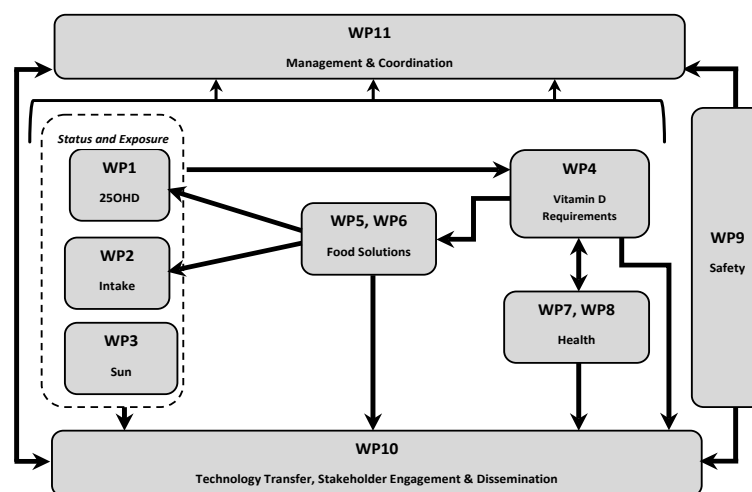 WP11
Management & Coordination
Status and Exposure
WP1
25OHD
WP4
Vitamin D
Requirements
WP5, WP6
Food Solutions
WP2
Intake
WP9
Safety
WP7, WP8
Health
WP3
Sun
WP10
Technology Transfer, Stakeholder Engagement & Dissemination